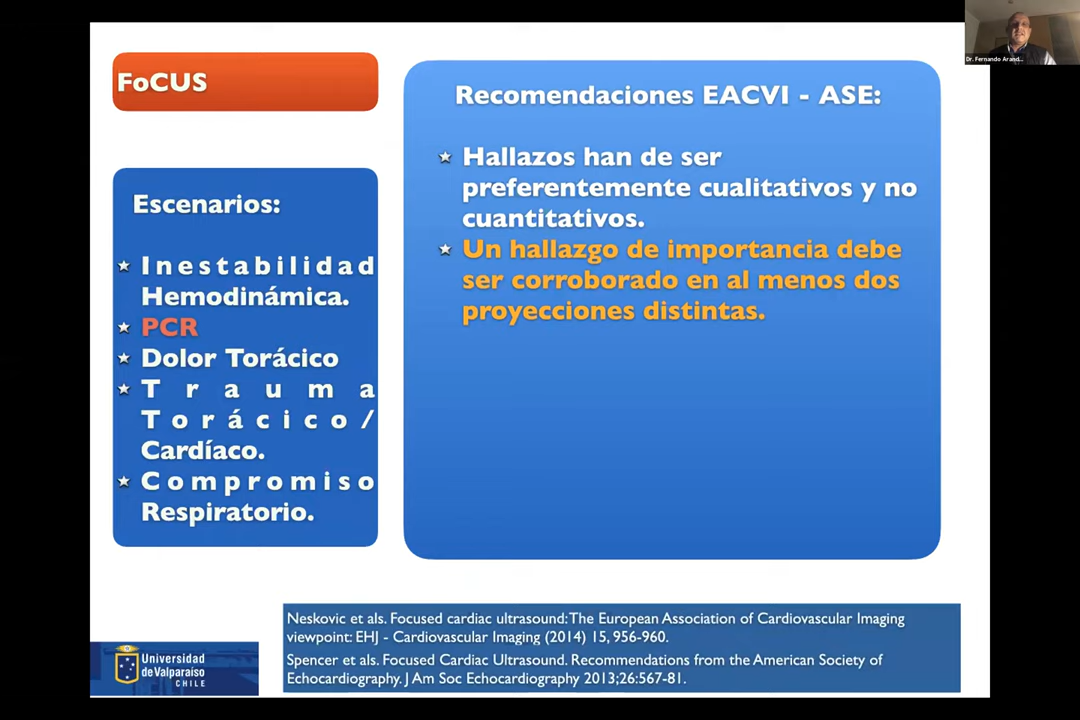 FoCUS
Escenarios:
Inestabilidad
Hemodinámica.
PCR
Dolor Torácico
Trauma
Torácico/
Cardíaco.
Compromiso
Respiratorio.
Recomendaciones EACVI - ASE:
Hallazos han de ser
preferentemente cualitativos y no
cuantitativos.
Un hallazgo de importancia debe
ser corroborado en al menos dos
proyecciones distintas.
Neskovic et als. Focused cardiac ultrasound: The European Association of Cardiovascular Imaging
viewpoint: EHJ - Cardiovascular Imaging (2014) 15, 956-960.
Spencer et als. Focused Cardiac Ultrasound. Recommendations from the American Society of
Echocardiography. J Am Soc Echocardiography 2013;26:567-81.
Universidad
de Valparaíso
CHILE
Dr. Fernando Arand...